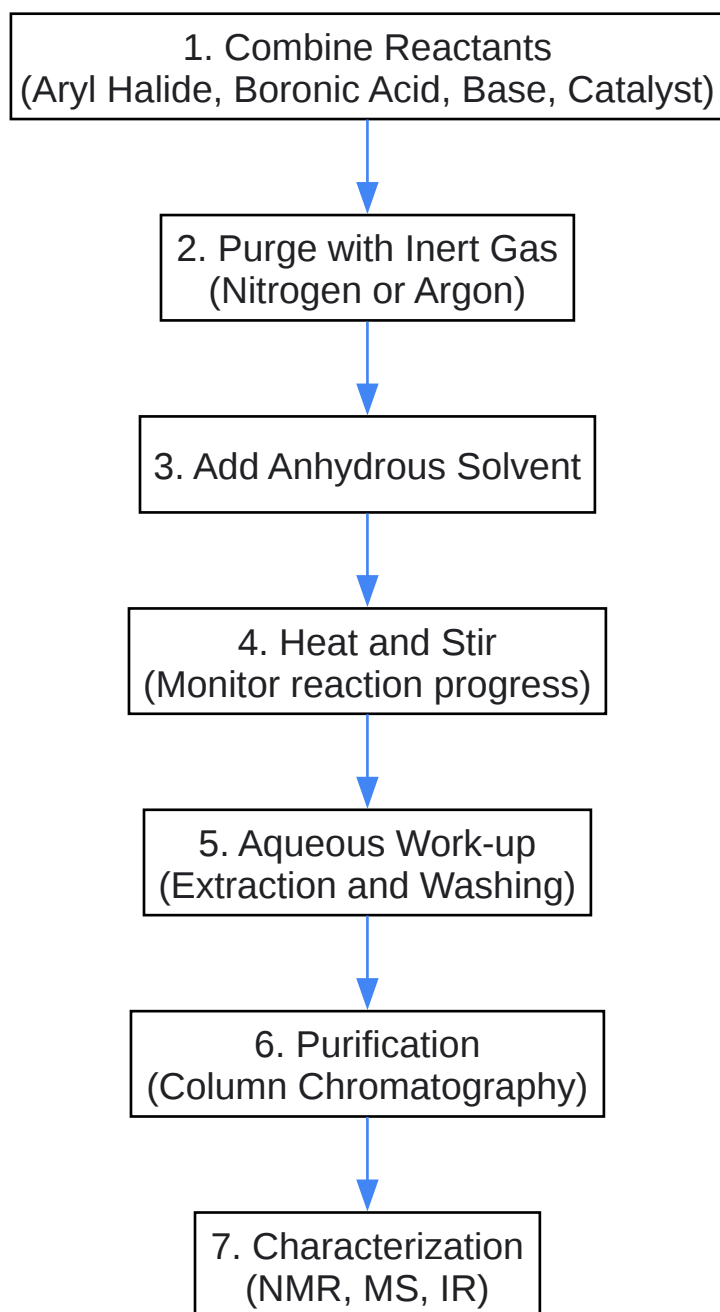 1. Combine Reactants
(Aryl Halide, Boronic Acid, Base, Catalyst)
2. Purge with Inert Gas
(Nitrogen or Argon)
3. Add Anhydrous Solvent
4. Heat and Stir
(Monitor reaction progress)
5. Aqueous Work-up
(Extraction and Washing)
6. Purification
(Column Chromatography)
7. Characterization
(NMR, MS, IR)